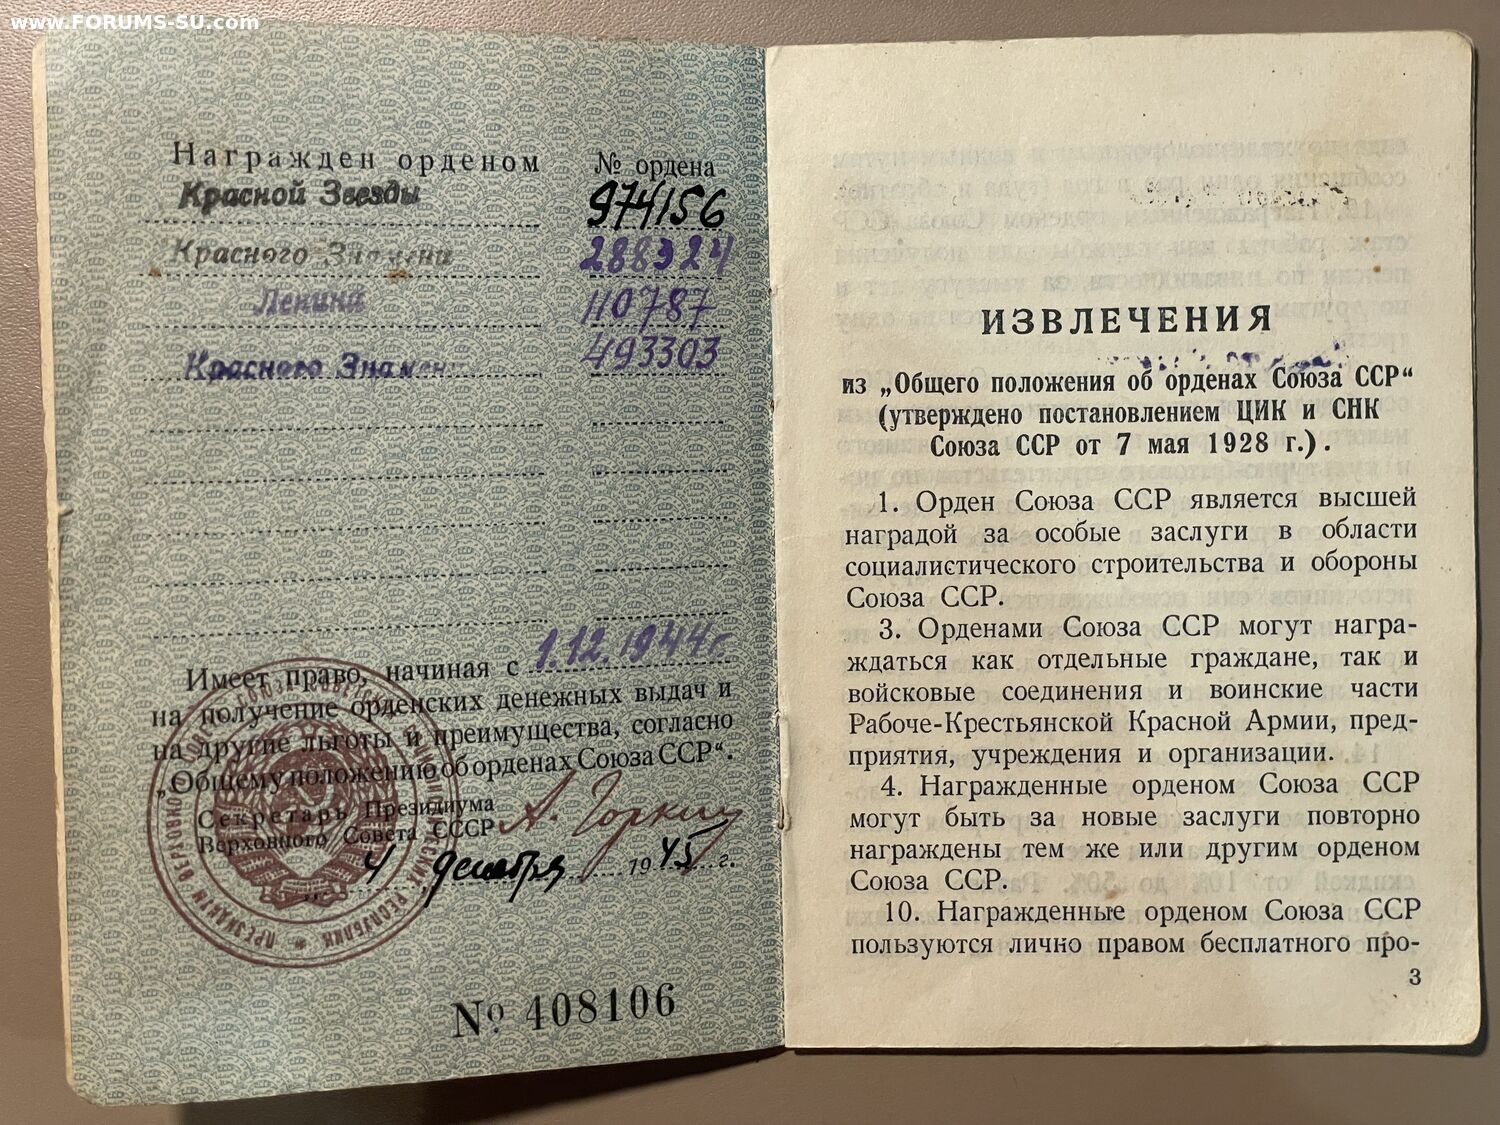 www.FORUMS-SU.com
Награжден орденом № ордена
Красной Звезды 974156
Красного Знамени 288324
Ленина 110787
Красного Знамени 493303
Имеет право, начиная с 1.12.1944 г.
на получение орденских денежных выдач и
на другие льготы и преимущества, согласно
„Общему положению об орденах Союза ССР“.
Секретарь Президиума
Верховного Совета СССР А. Горкин
4 декабря 1945 г.
№ 408106
ИЗВЛЕЧЕНИЯ
из „Общего положения об орденах Союза ССР“
(утверждено постановлением ЦИК и СНК
Союза ССР от 7 мая 1928 г.).
1. Орден Союза ССР является высшей
наградой за особые заслуги в области
социалистического строительства и обороны
Союза ССР.
3. Орденами Союза ССР могут награ-
ждаться как отдельные граждане, так и
войсковые соединения и воинские части
Рабоче-Крестьянской Красной Армии, пред-
приятия, учреждения и организации.
4. Награжденные орденом Союза ССР
могут быть за новые заслуги повторно
награждены тем же или другим орденом
Союза ССР.
10. Награжденные орденом Союза ССР
пользуются лично правом бесплатного про-
3